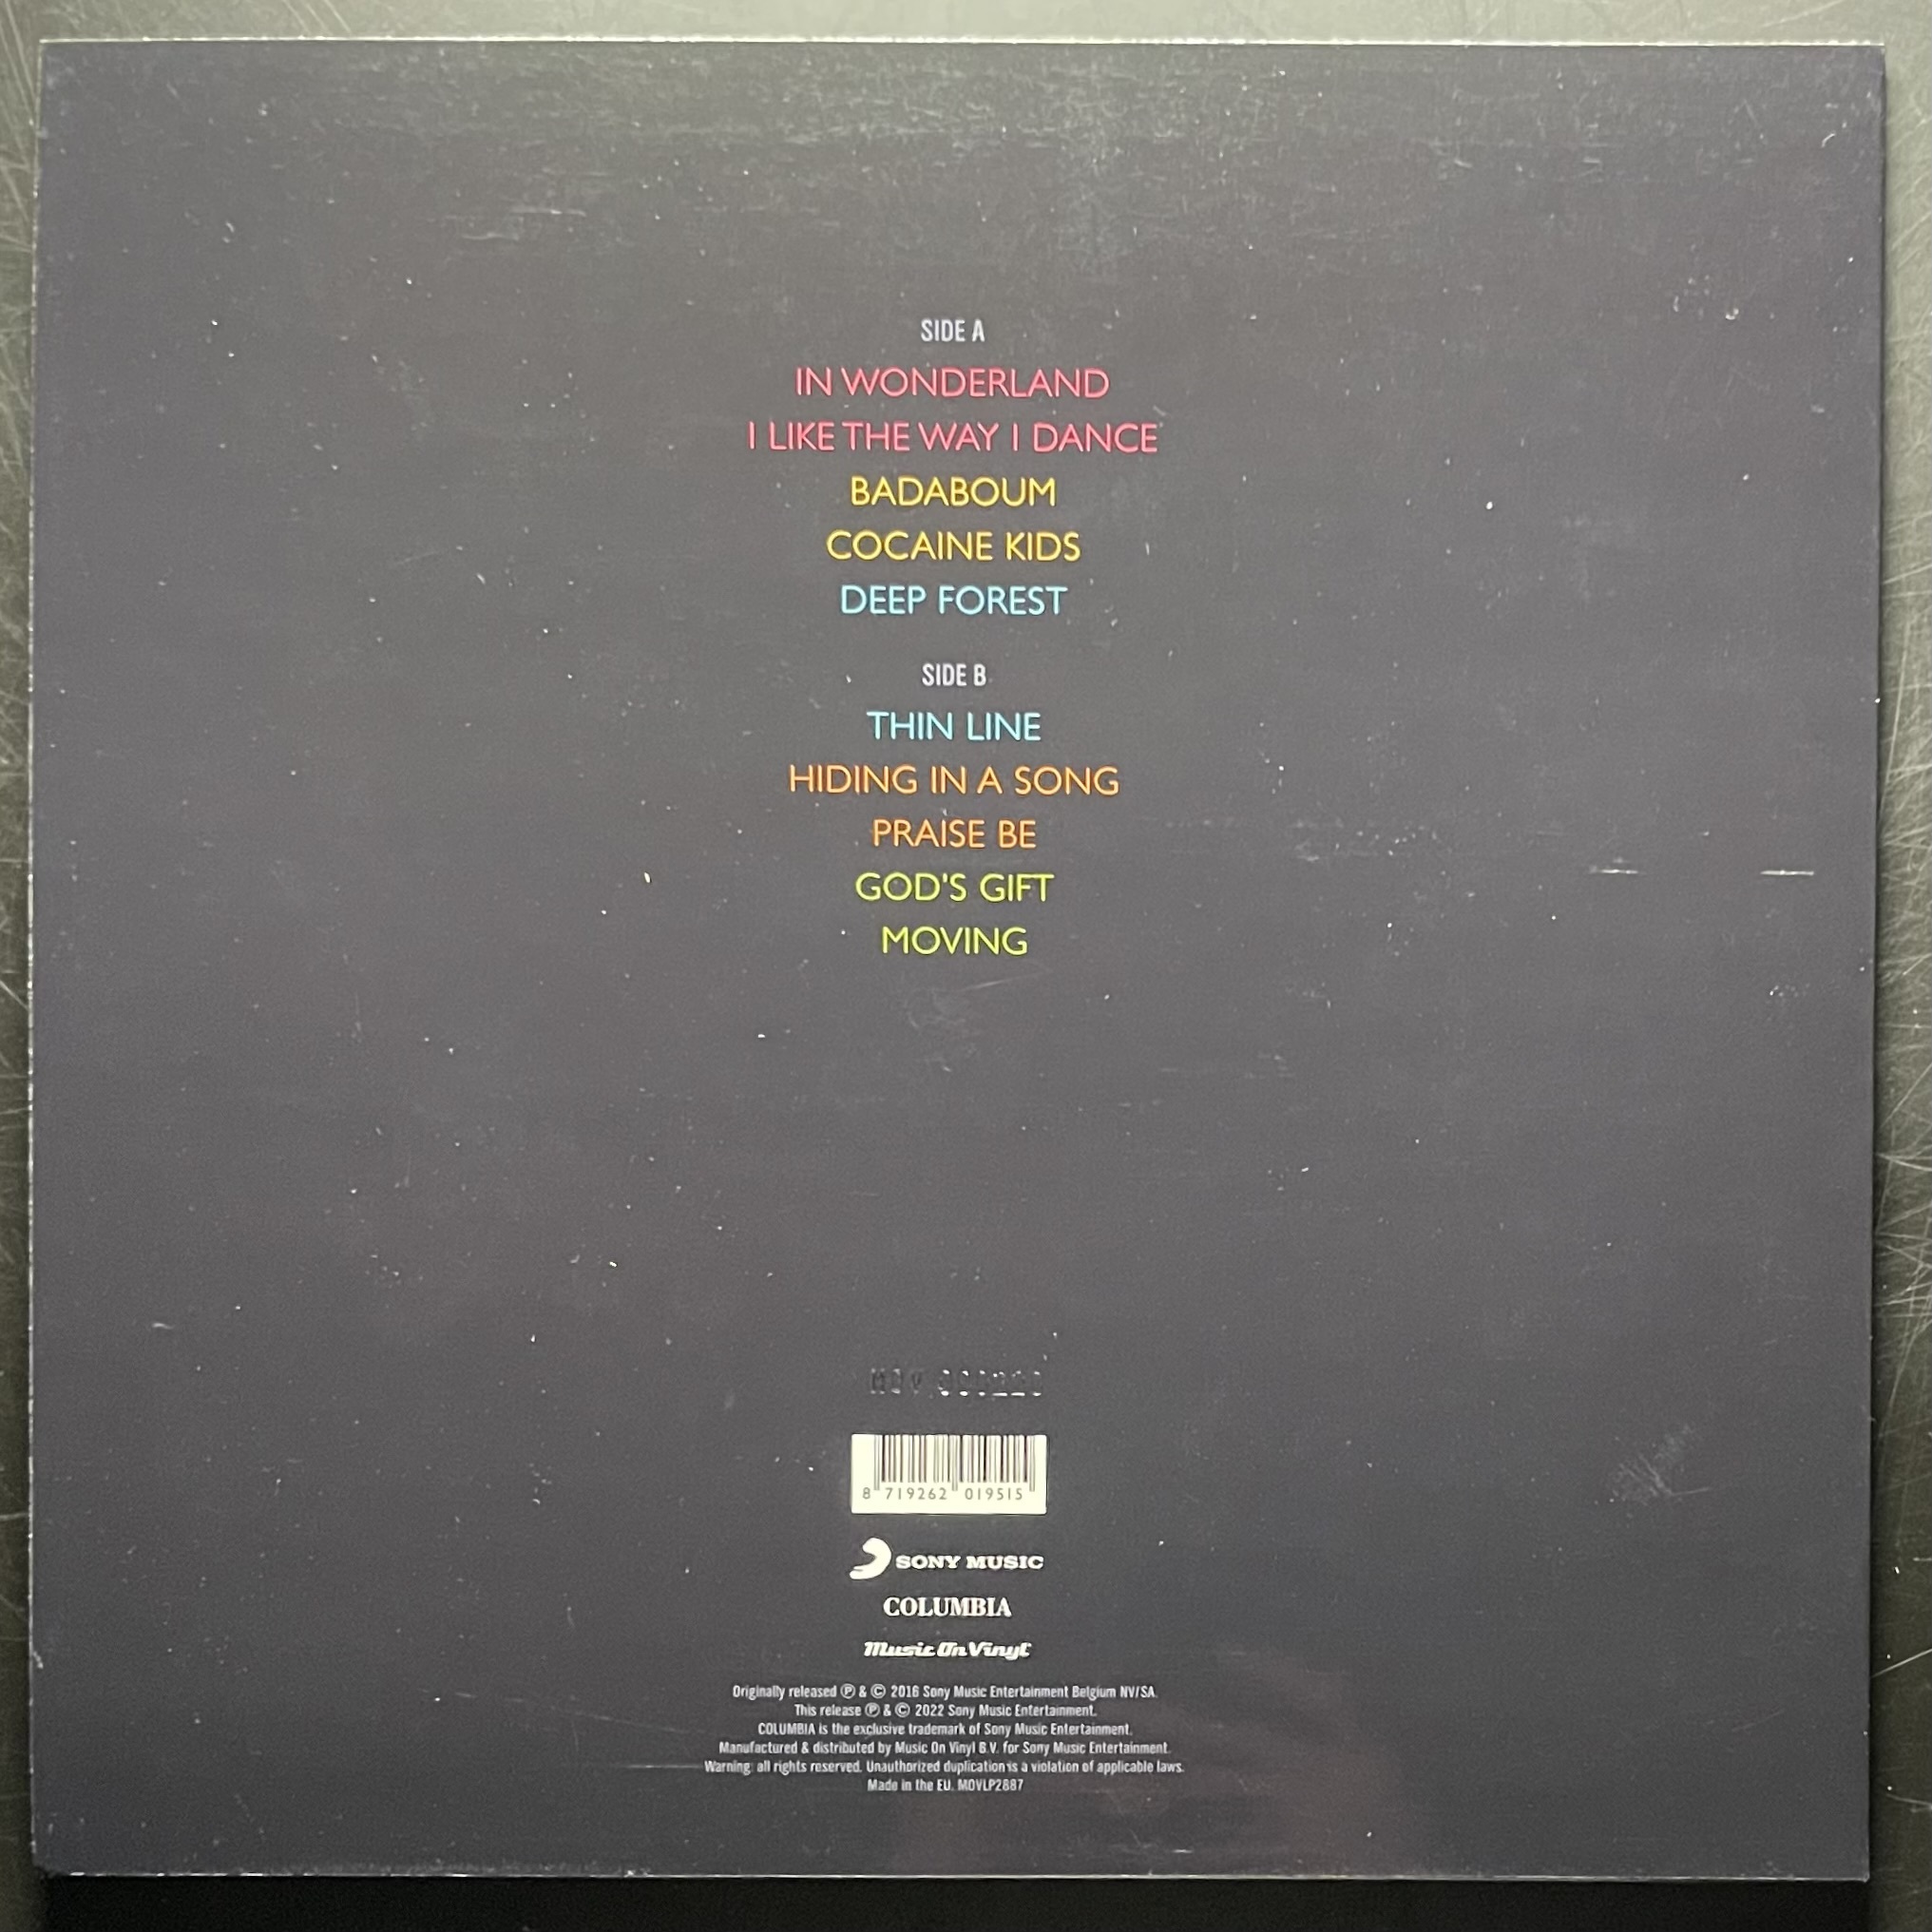 SIDE A
IN WONDERLAND
I LIKE THE WAY I DANCE
BADABOUM
COCAINE KIDS
DEEP FOREST
SIDE B
THIN LINE
HIDING IN A SONG
PRAISE BE
GOD'S GIFT
MOVING
MOV
8 719262 019515
SONY MUSIC
COLUMBIA
Music On Vinyl
Originally released Ⓟ & © 2016 Sony Music Entertainment Belgium NV/SA.
This release Ⓟ & © 2022 Sony Music Entertainment.
COLUMBIA is the exclusive trademark of Sony Music Entertainment.
Manufactured & distributed by Music On Vinyl B.V. for Sony Music Entertainment.
Warning: all rights reserved. Unauthorized duplication is a violation of applicable laws.
Made in the EU. MOVLP2887